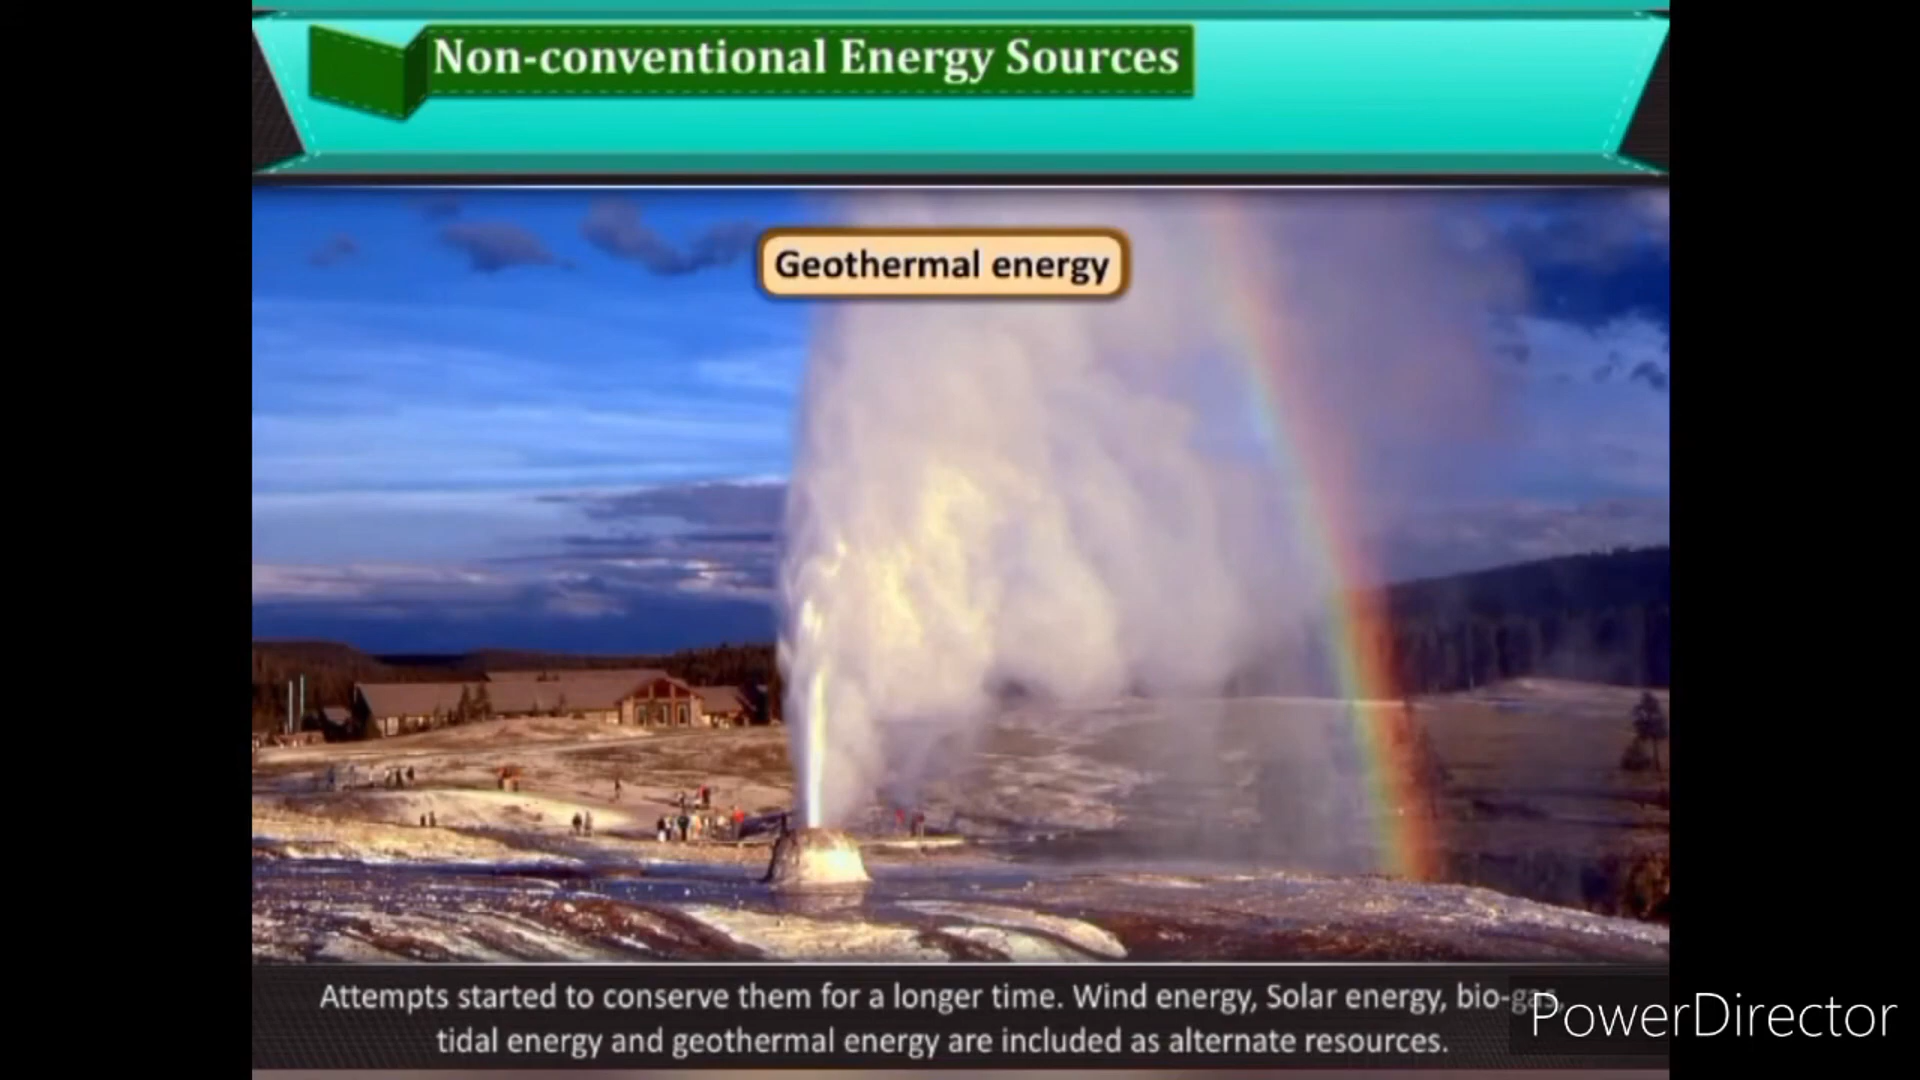 Non-conventional Energy Sources
Geothermal energy
Attempts started to conserve them for a longer time. Wind energy, Solar energy, bio-gas,
tidal energy and geothermal energy are included as alternate resources.
PowerDirector